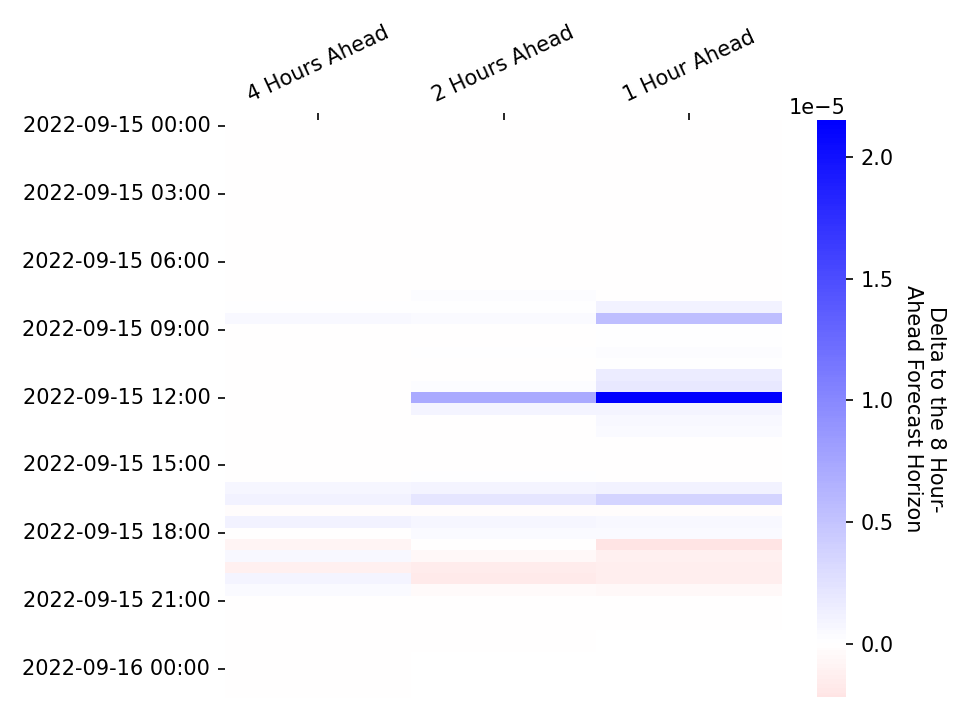 4 Hours Ahead
2 Hours Ahead
1 Hour Ahead
1e−5
2022-09-15 00:00
2022-09-15 03:00
2022-09-15 06:00
2022-09-15 09:00
2022-09-15 12:00
2022-09-15 15:00
2022-09-15 18:00
2022-09-15 21:00
2022-09-16 00:00
2.0
1.5
1.0
0.5
0.0
Delta to the 8 Hour-
Ahead Forecast Horizon